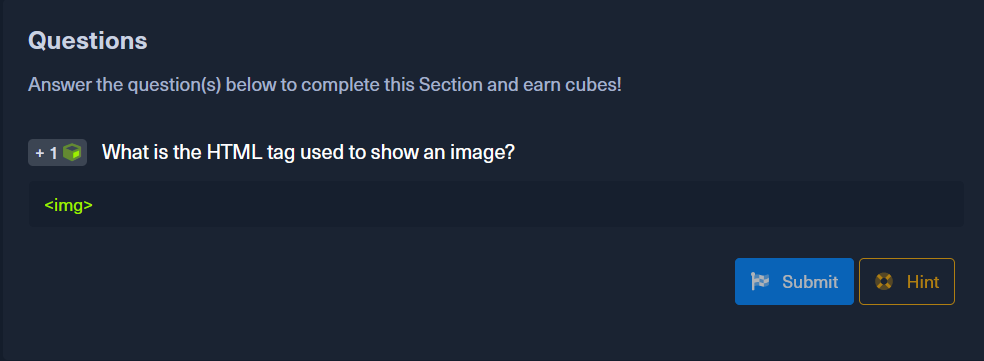 Questions
Answer the question(s) below to complete this Section and earn cubes!
+ 1 What is the HTML tag used to show an image?
<img>
Submit Hint